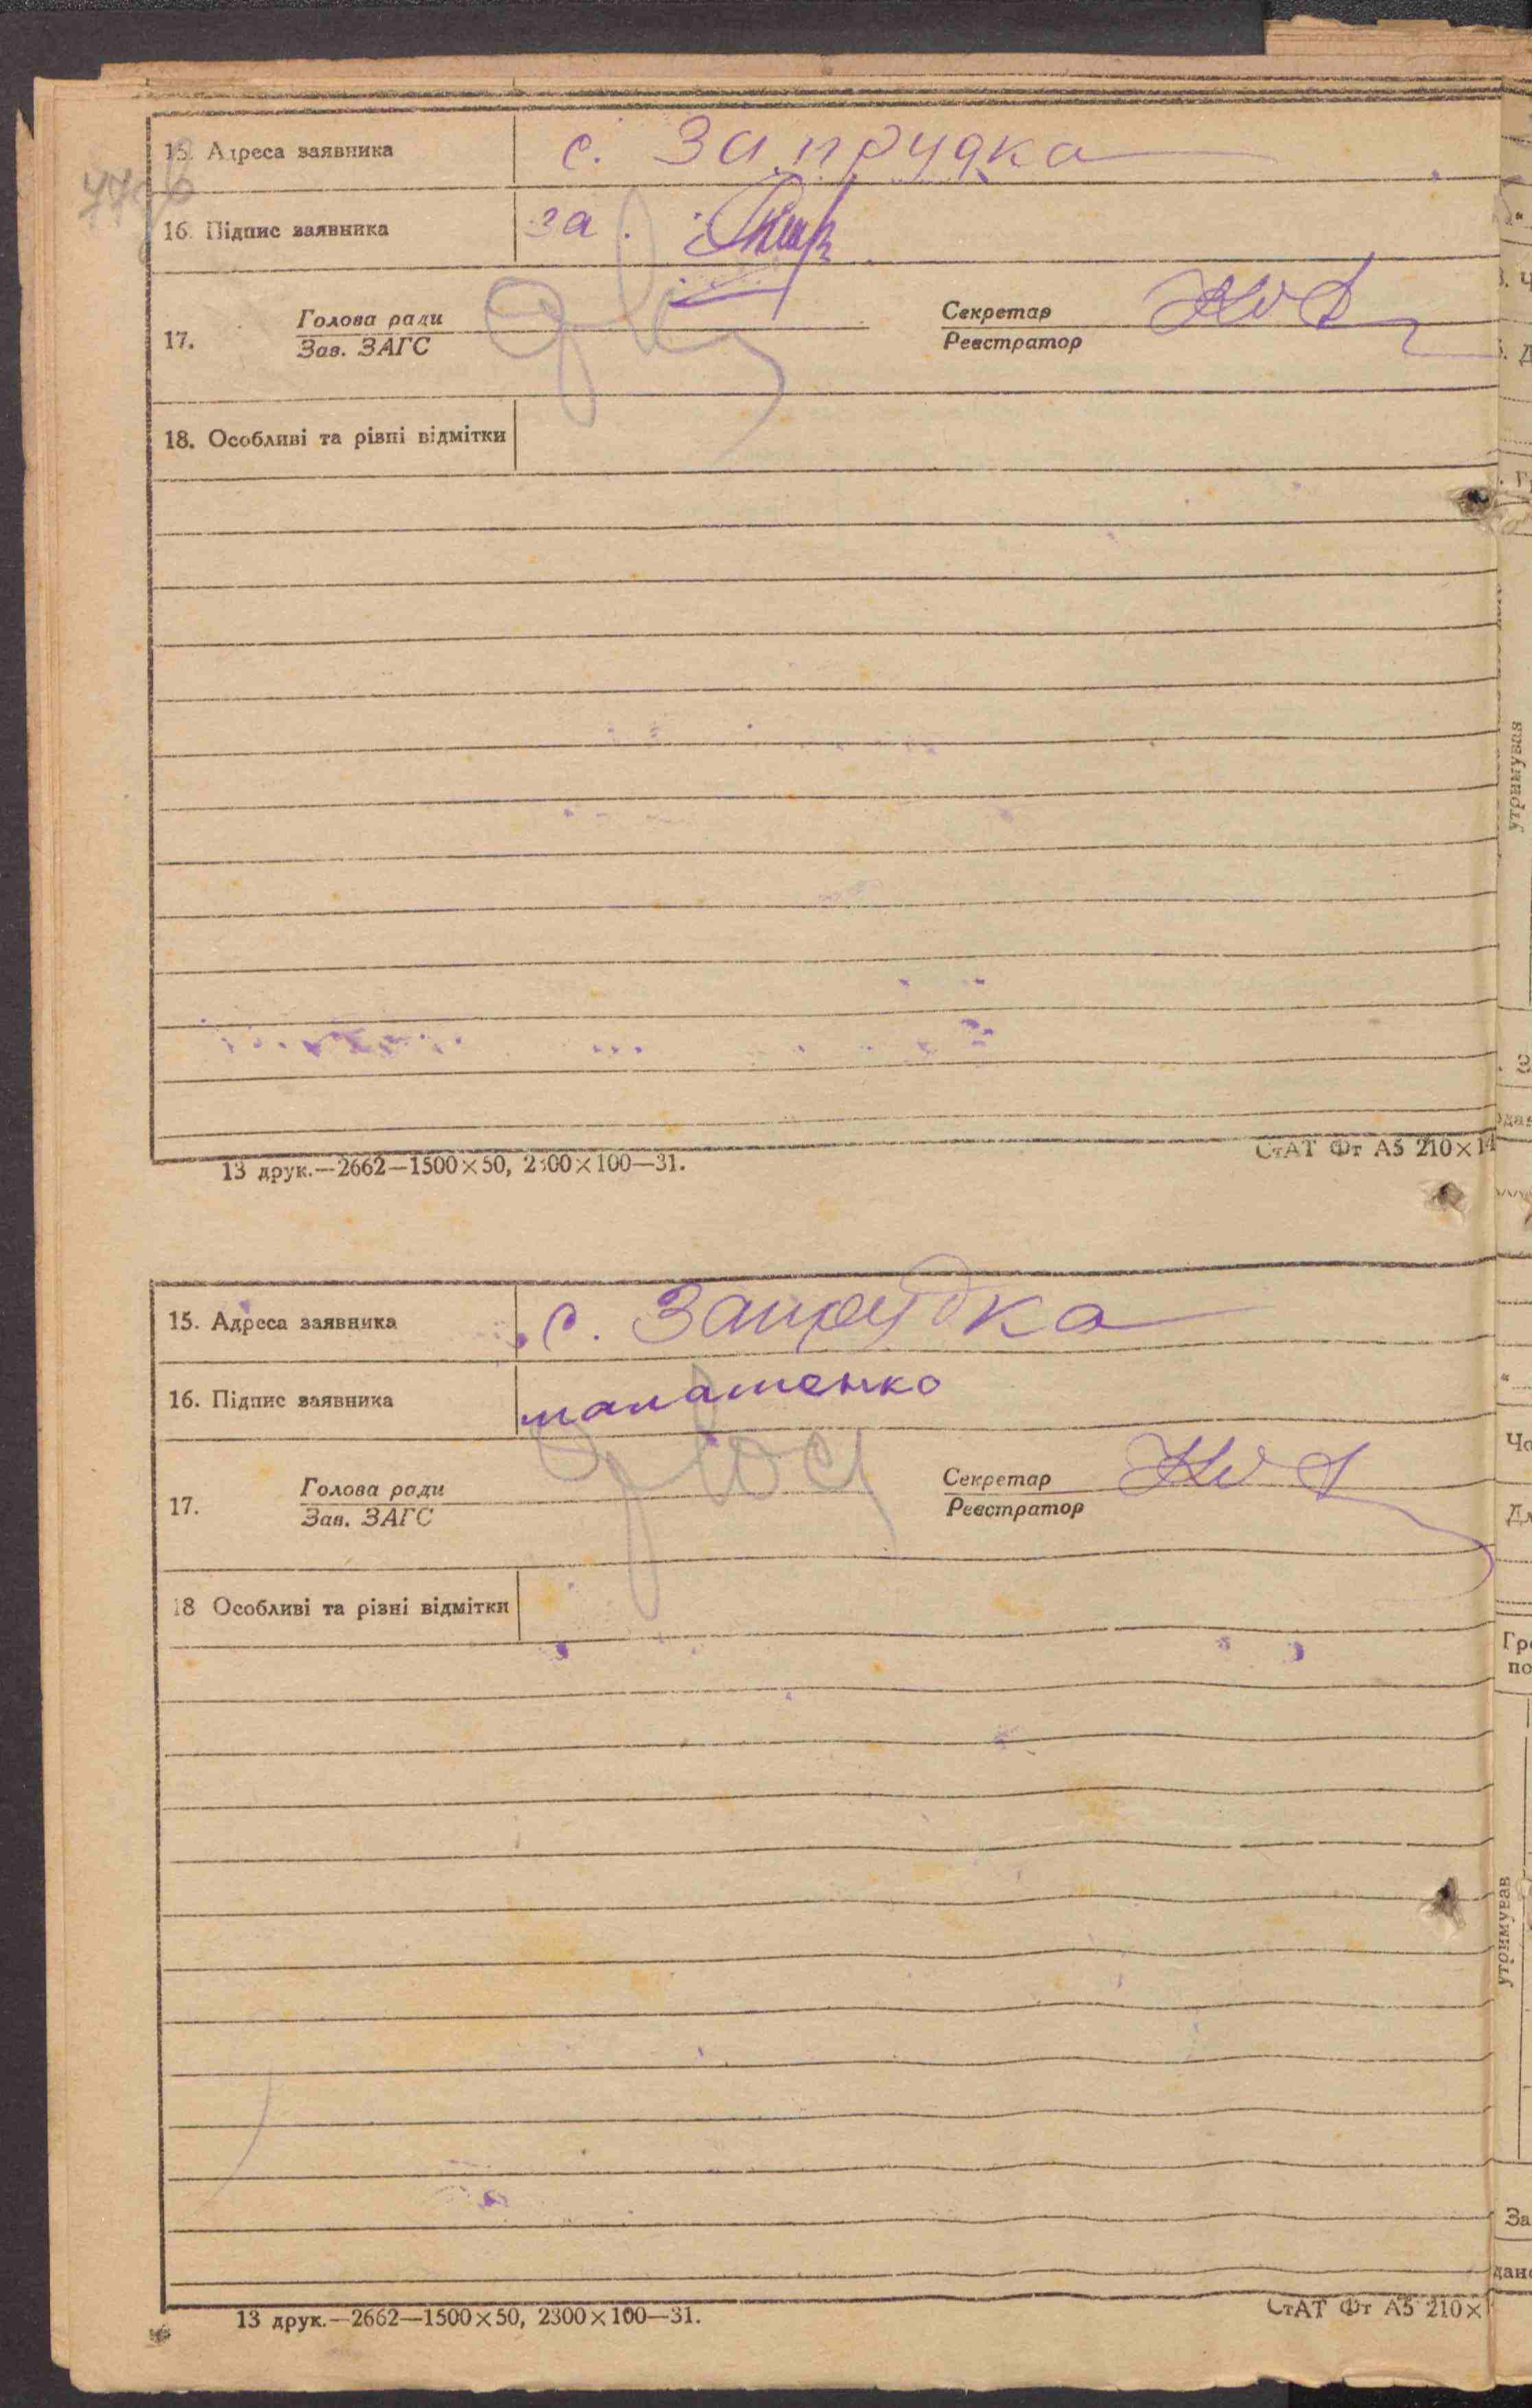 15. Адреса заявника с. Запрудка
16. Підпис заявника за
17. Голова ради Секретар
Зав. ЗАГС Реєстратор
18. Особливі та різні відмітки
13 друк.—2662—1500×50, 2300×100—31. СтАТ Фт А5 210×14
15. Адреса заявника с. Запрудка
16. Підпис заявника малашенко
17. Голова ради Секретар
Зав. ЗАГС Реєстратор
18 Особливі та різні відмітки
13 друк.—2662—1500×50, 2300×100—31. СтАТ Фт А5 210×
утримував